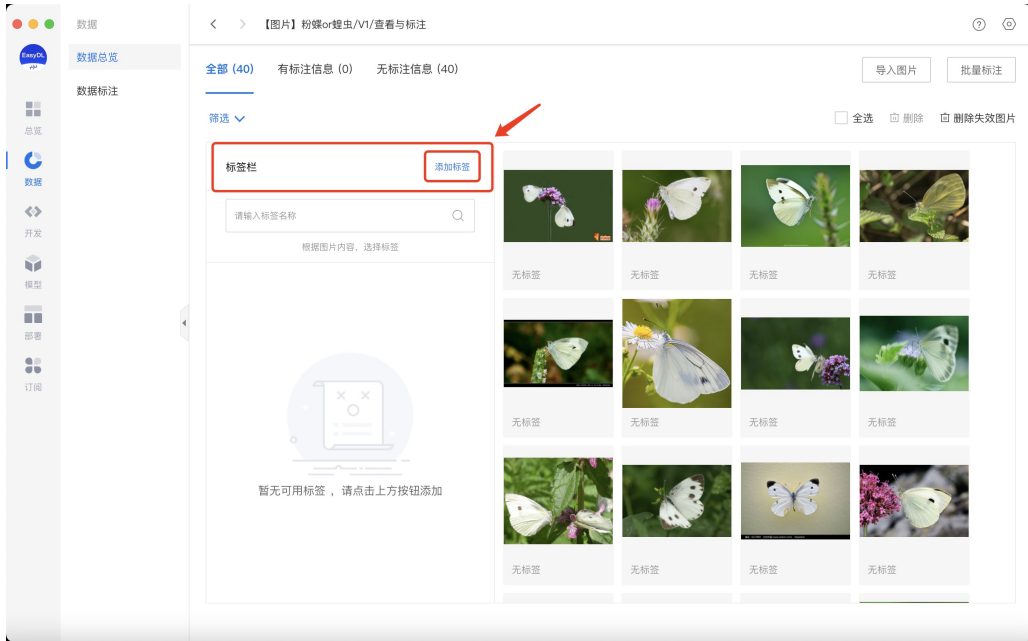 数据
【图片】粉蝶or蝗虫/V1/查看与标注
EasyDL
数据总览
数据标注
总览
数据
开发
模型
部署
订阅
全部 (40)
有标注信息 (0)
无标注信息 (40)
导入图片
批量标注
筛选
全选
删除
删除失效图片
标签栏
添加标签
请输入标签名称
根据图片内容，选择标签
暂无可用标签 ，请点击上方按钮添加
无标签
无标签
无标签
无标签
无标签
无标签
无标签
无标签
无标签
无标签
无标签
无标签